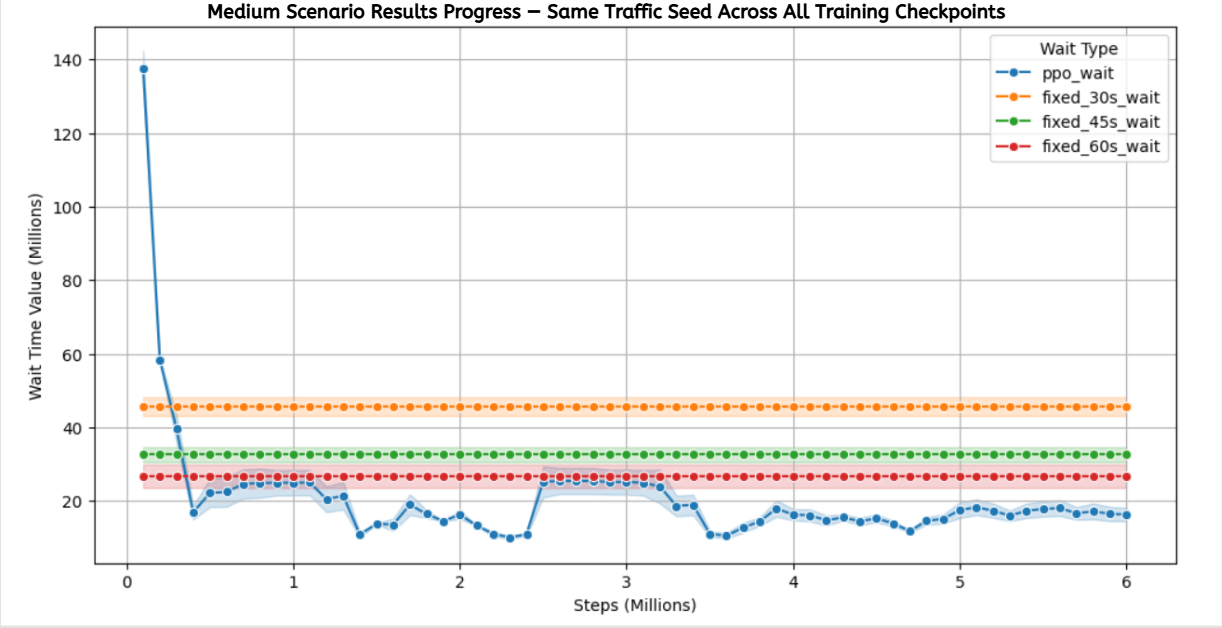 Medium Scenario Results Progress – Same Traffic Seed Across All Training Checkpoints
Wait Type
ppo_wait
fixed_30s_wait
fixed_45s_wait
fixed_60s_wait
Wait Time Value (Millions)
140
120
100
80
60
40
20
0 1 2 3 4 5 6
Steps (Millions)